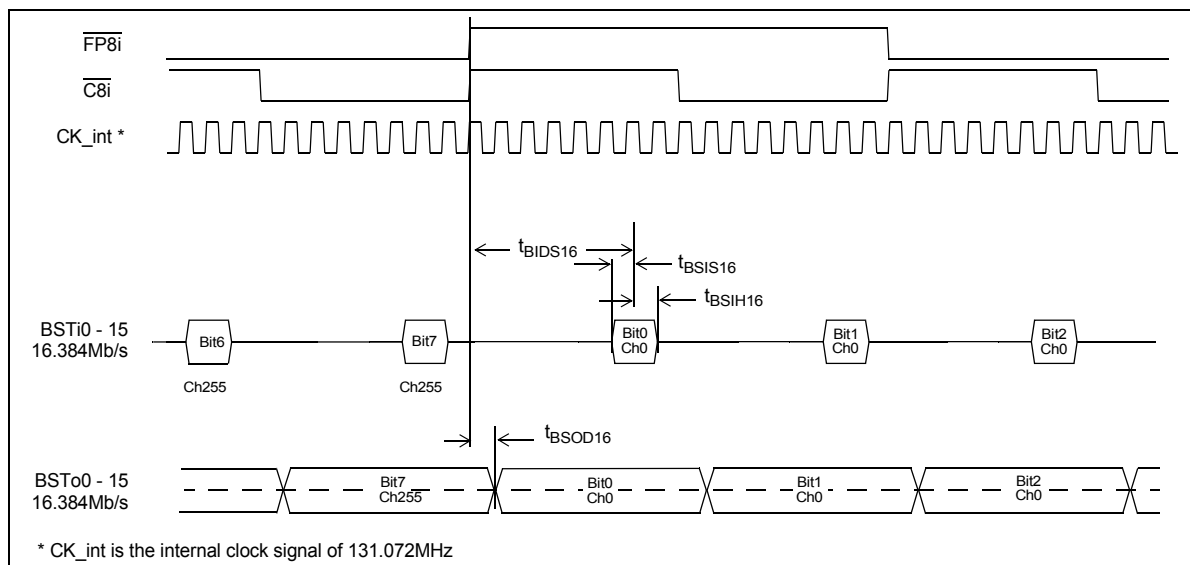 FP8i
C8i
CK_int *
tBIDS16
tBSIS16
tBSIH16
BSTi0 - 15
16.384Mb/s
Bit6
Bit7
Bit0
Ch0
Bit1
Ch0
Bit2
Ch0
Ch255
Ch255
tBSOD16
BSTo0 - 15
16.384Mb/s
Bit7
Ch255
Bit0
Ch0
Bit1
Ch0
Bit2
Ch0
* CK_int is the internal clock signal of 131.072MHz